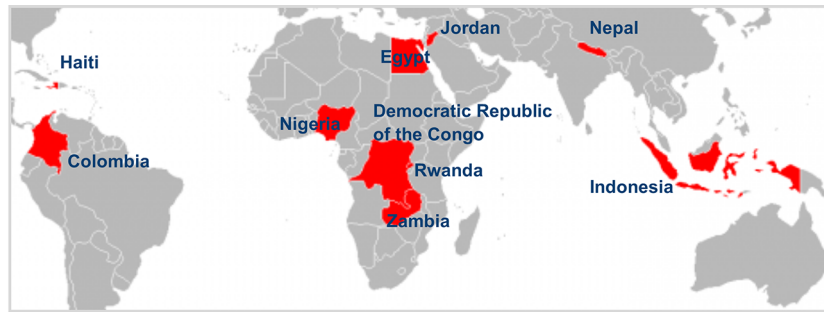 Jordan
Nepal
Haiti
Egypt
Democratic Republic
of the Congo
Nigeria
Colombia
Rwanda
Indonesia
Zambia